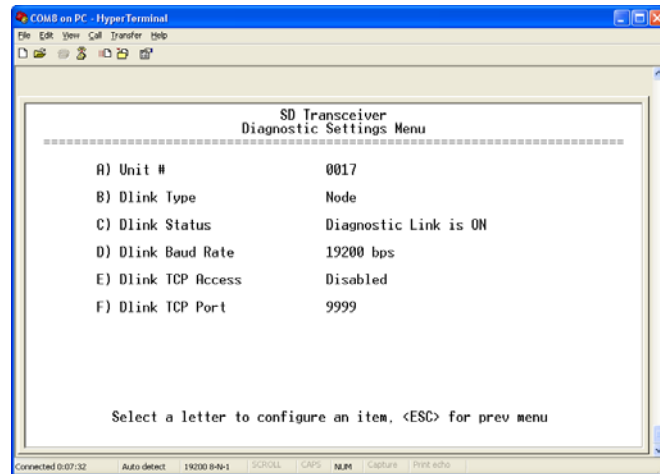 COM8 on PC - HyperTerminal
File Edit View Call Transfer Help
SD Transceiver
Diagnostic Settings Menu
==========================================================================
A) Unit # 0017
B) Dlink Type Node
C) Dlink Status Diagnostic Link is ON
D) Dlink Baud Rate 19200 bps
E) Dlink TCP Access Disabled
F) Dlink TCP Port 9999
Select a letter to configure an item, <ESC> for prev menu
Connected 0:07:32 Auto detect 19200 8-N-1 SCROLL CAPS NUM Capture Print echo